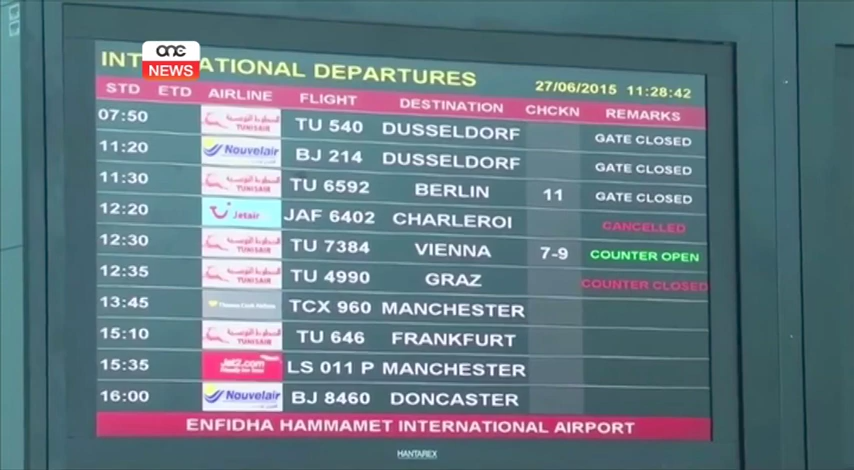 one
NEWS
INT ATIONAL DEPARTURES
27/06/2015 11:28:42
STD ETD AIRLINE FLIGHT DESTINATION CHCKN REMARKS
07:50 TUNISAIR TU 540 DUSSELDORF GATE CLOSED
11:20 Nouvelair BJ 214 DUSSELDORF GATE CLOSED
11:30 TUNISAIR TU 6592 BERLIN 11 GATE CLOSED
12:20 Jetair JAF 6402 CHARLEROI CANCELLED
12:30 TUNISAIR TU 7384 VIENNA 7-9 COUNTER OPEN
12:35 TUNISAIR TU 4990 GRAZ COUNTER CLOSED
13:45 TCX 960 MANCHESTER
15:10 TUNISAIR TU 646 FRANKFURT
15:35 Jet2.com LS 011 P MANCHESTER
16:00 Nouvelair BJ 8460 DONCASTER
ENFIDHA HAMMAMET INTERNATIONAL AIRPORT
HANTAREX